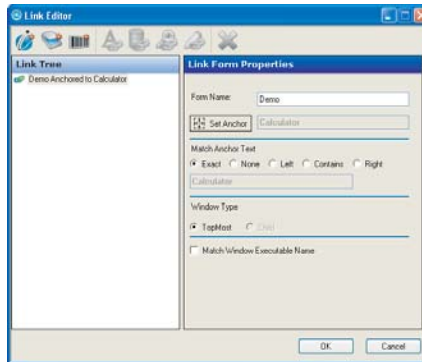 Link Editor
Link Tree
Demo Anchored to Calculator
Link Form Properties
Form Name: Demo
Set Anchor Calculator
Match Anchor Text
Exact None Left Contains Right
Calculator
Window Type
TopMost Child
Match Window Executable Name
OK Cancel